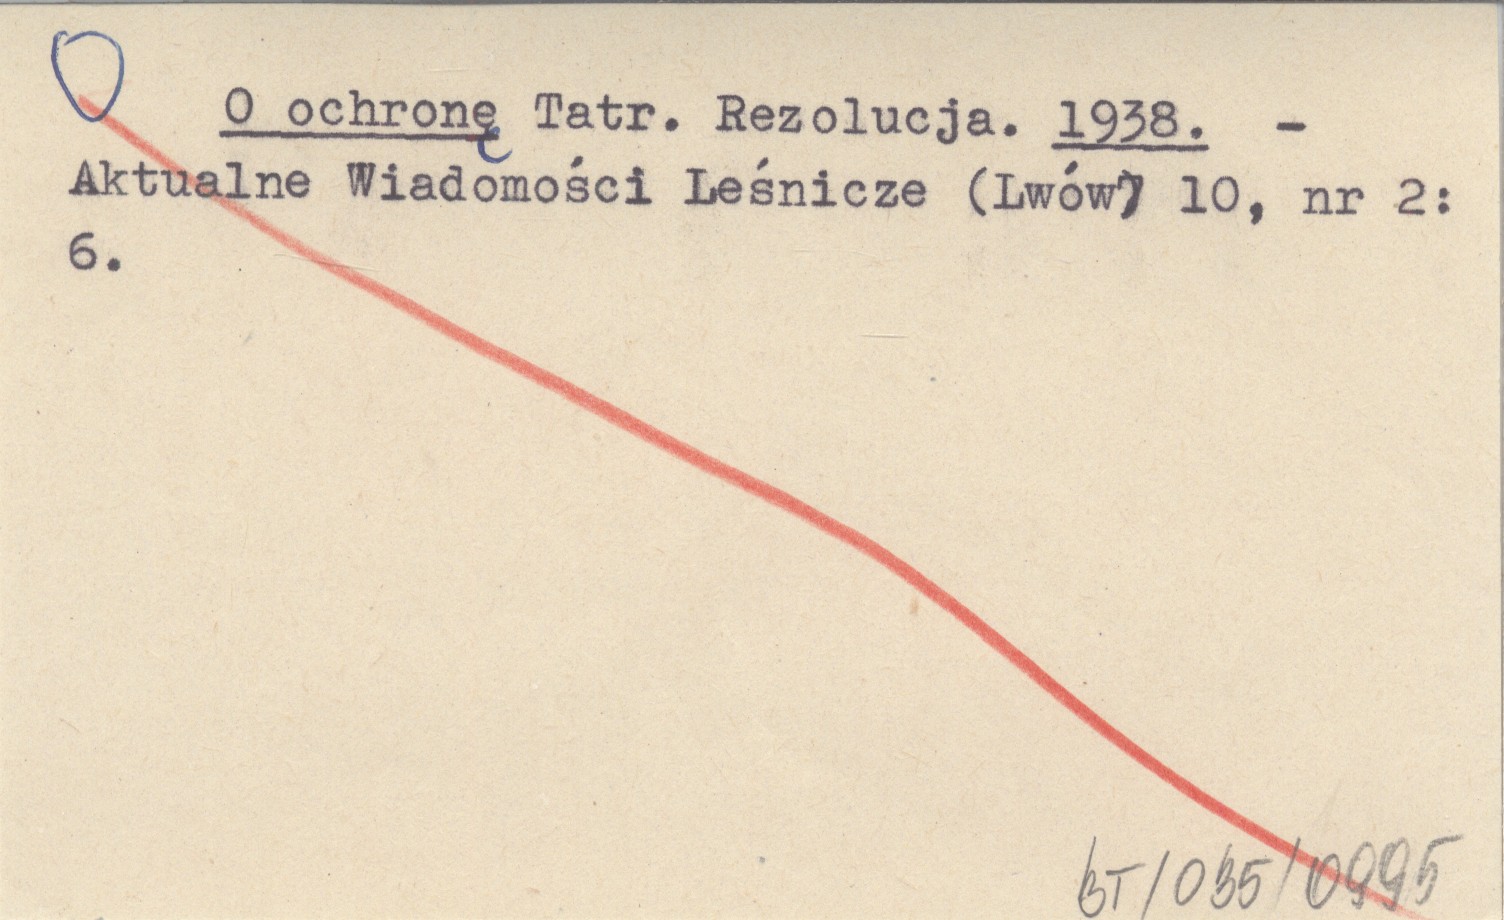 O ochronę Tatr. Rezolucja. 1938. -
Aktualne Wiadomości Leśnicze (Lwów) 10, nr 2:
6.
BT/035/0995